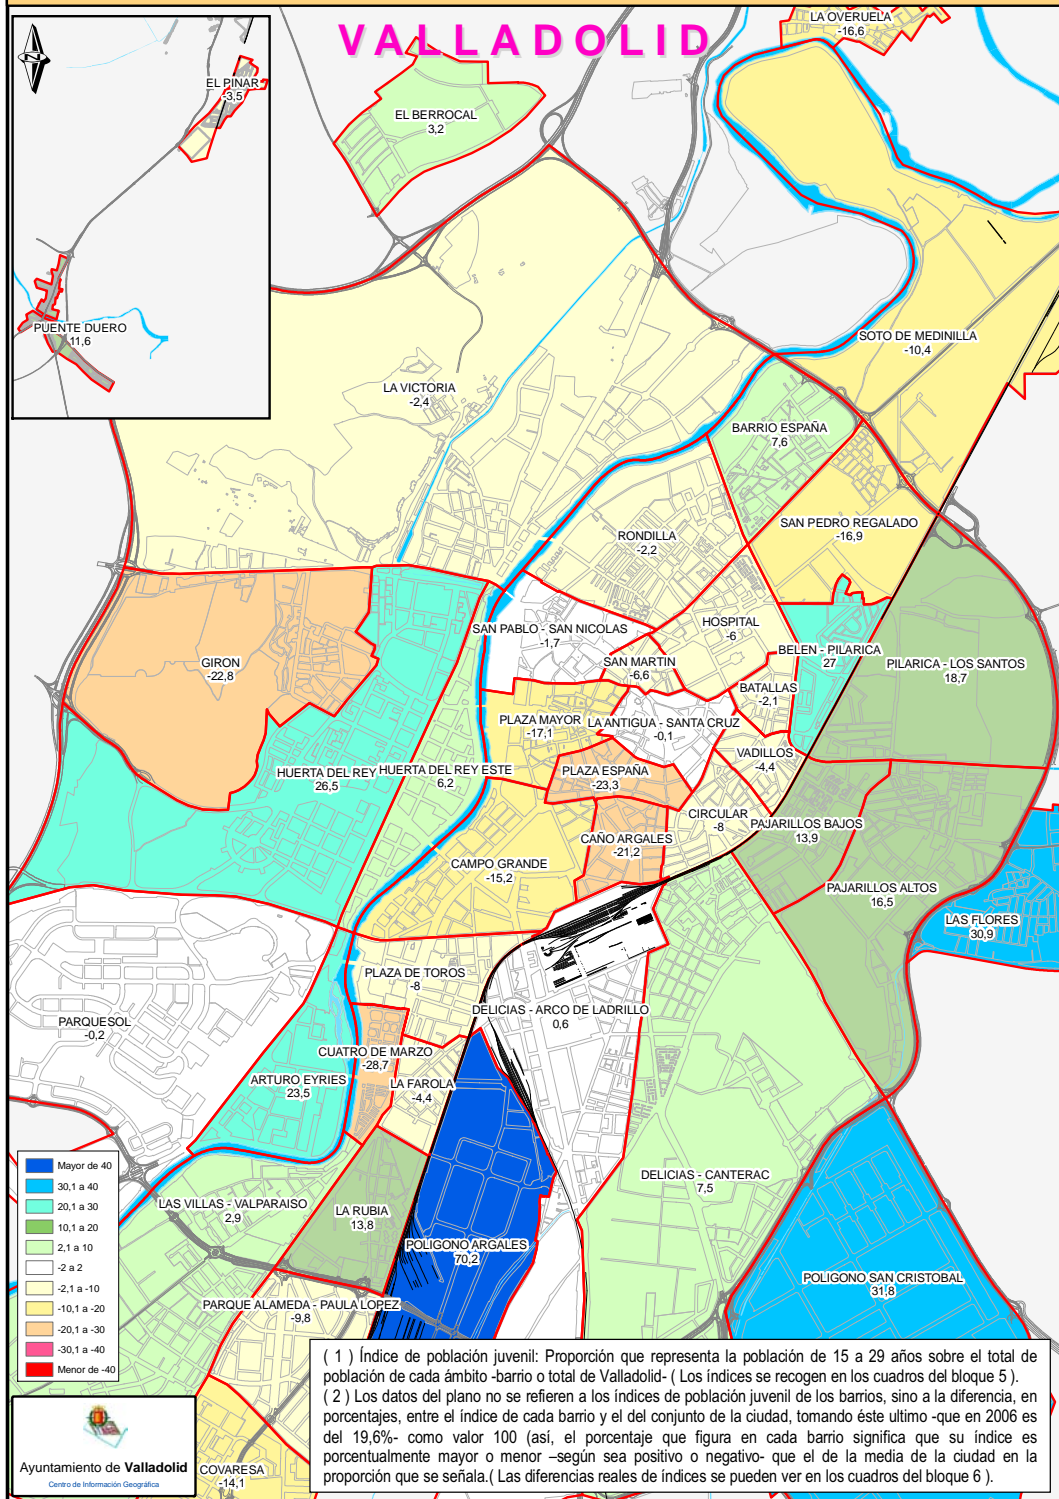 VALLADOLID
LA OVERUELA
-16,6
EL PINAR
-3,5
EL BERROCAL
3,2
PUENTE DUERO
11,6
SOTO DE MEDINILLA
-10,4
LA VICTORIA
-2,4
BARRIO ESPAÑA
7,6
SAN PEDRO REGALADO
-16,9
RONDILLA
-2,2
SAN PABLO - SAN NICOLAS
-1,7
HOSPITAL
-6
BELEN - PILARICA
27
PILARICA - LOS SANTOS
18,7
GIRON
-22,8
SAN MARTIN
-6,6
BATALLAS
-2,1
PLAZA MAYOR
-17,1
LA ANTIGUA - SANTA CRUZ
-0,1
VADILLOS
-4,4
HUERTA DEL REY
26,5
HUERTA DEL REY ESTE
6,2
PLAZA ESPAÑA
-23,3
CIRCULAR
-8
PAJARILLOS BAJOS
13,9
CAÑO ARGALES
-21,2
CAMPO GRANDE
-15,2
PAJARILLOS ALTOS
16,5
LAS FLORES
30,9
PLAZA DE TOROS
-8
DELICIAS - ARCO DE LADRILLO
0,6
PARQUESOL
-0,2
CUATRO DE MARZO
-28,7
ARTURO EYRIES
23,5
LA FAROLA
-4,4
DELICIAS - CANTERAC
7,5
LAS VILLAS - VALPARAISO
2,9
LA RUBIA
13,8
POLIGONO ARGALES
70,2
POLIGONO SAN CRISTOBAL
31,8
PARQUE ALAMEDA - PAULA LOPEZ
-9,8
COVARESA
-14,1
Mayor de 40
30,1 a 40
20,1 a 30
10,1 a 20
2,1 a 10
-2 a 2
-2,1 a -10
-10,1 a -20
-20,1 a -30
-30,1 a -40
Menor de -40
( 1 ) Índice de población juvenil: Proporción que representa la población de 15 a 29 años sobre el total de
población de cada ámbito -barrio o total de Valladolid- ( Los índices se recogen en los cuadros del bloque 5 ).
( 2 ) Los datos del plano no se refieren a los índices de población juvenil de los barrios, sino a la diferencia, en
porcentajes, entre el índice de cada barrio y el del conjunto de la ciudad, tomando éste ultimo -que en 2006 es
del 19,6%- como valor 100 (así, el porcentaje que figura en cada barrio significa que su índice es
porcentualmente mayor o menor –según sea positivo o negativo- que el de la media de la ciudad en la
proporción que se señala.( Las diferencias reales de índices se pueden ver en los cuadros del bloque 6 ).
Ayuntamiento de Valladolid
Centro de Información Geográfica